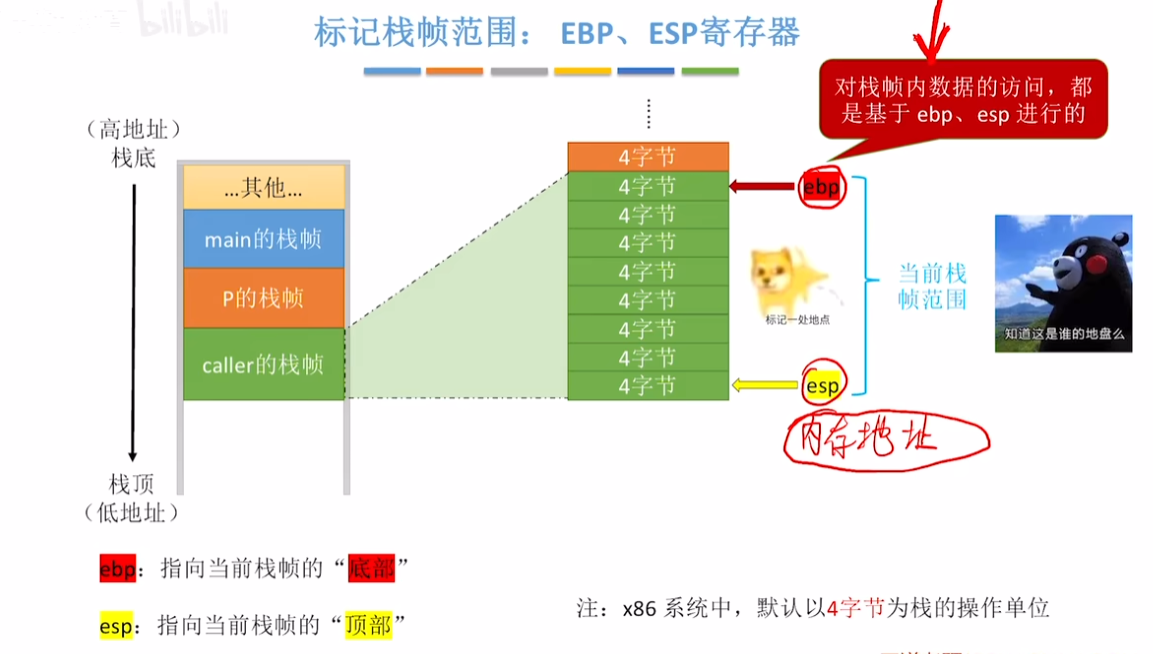 bilibili
标记栈帧范围： EBP、ESP寄存器
对栈帧内数据的访问，都
是基于 ebp、esp 进行的
（高地址）
栈底
...其他...
main的栈帧
P的栈帧
caller的栈帧
栈顶
（低地址）
4字节
4字节
4字节
4字节
4字节
4字节
4字节
4字节
4字节
ebp
标记一处地点
esp
当前栈
帧范围
知道这是谁的地盘么
内存地址
ebp：指向当前栈帧的“底部”
esp：指向当前栈帧的“顶部”
注：x86 系统中，默认以4字节为栈的操作单位